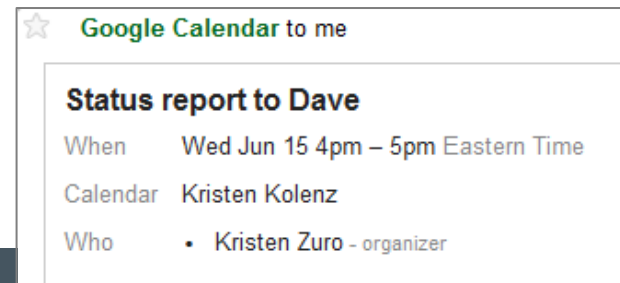 Google Calendar to me
Status report to Dave
When Wed Jun 15 4pm – 5pm Eastern Time
Calendar Kristen Kolenz
Who • Kristen Zuro - organizer